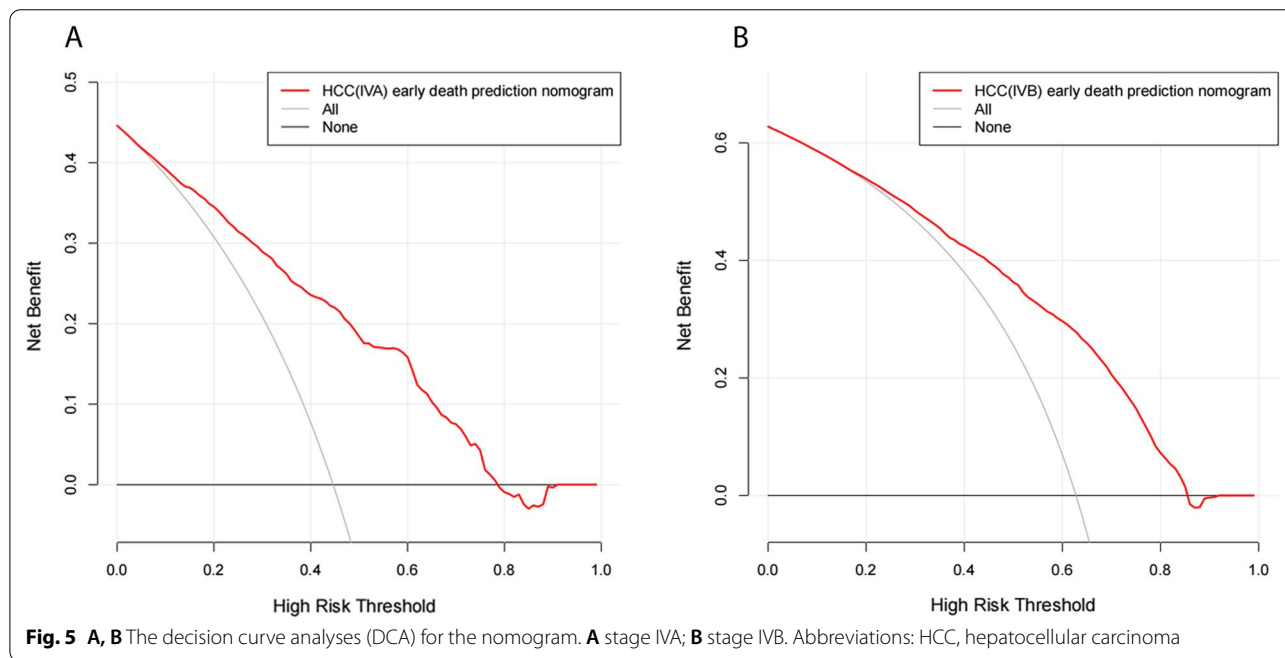 A
HCC(IVA) early death prediction nomogram
All
None
Net Benefit
0.5
0.4
0.3
0.2
0.1
0.0
0.0 0.2 0.4 0.6 0.8 1.0
High Risk Threshold
B
HCC(IVB) early death prediction nomogram
All
None
Net Benefit
0.6
0.4
0.2
0.0
0.0 0.2 0.4 0.6 0.8 1.0
High Risk Threshold
Fig. 5 A, B The decision curve analyses (DCA) for the nomogram. A stage IVA; B stage IVB. Abbreviations: HCC, hepatocellular carcinoma